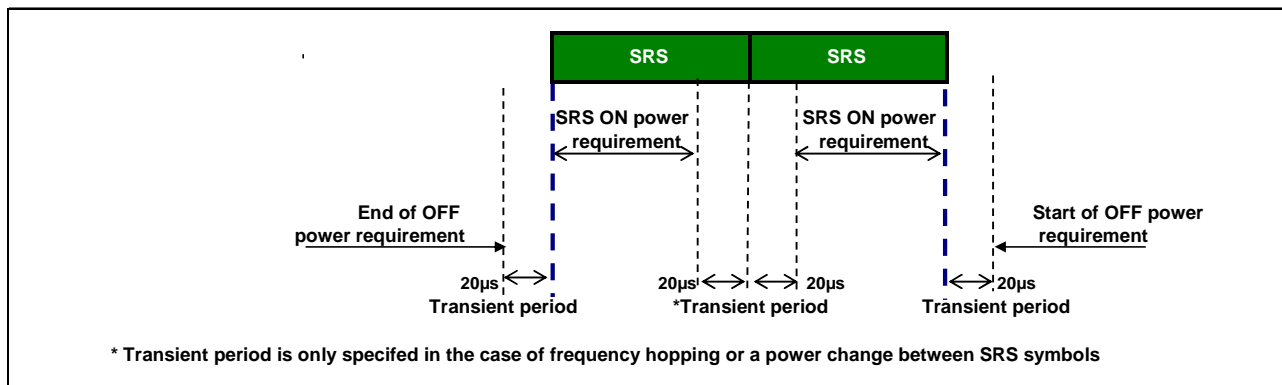 SRS SRS
SRS ON power
requirement
SRS ON power
requirement
End of OFF
power requirement
Start of OFF power
requirement
20µs
Transient period
20µs 20µs
*Transient period
20µs
Transient period
* Transient period is only specifed in the case of frequency hopping or a power change between SRS symbols